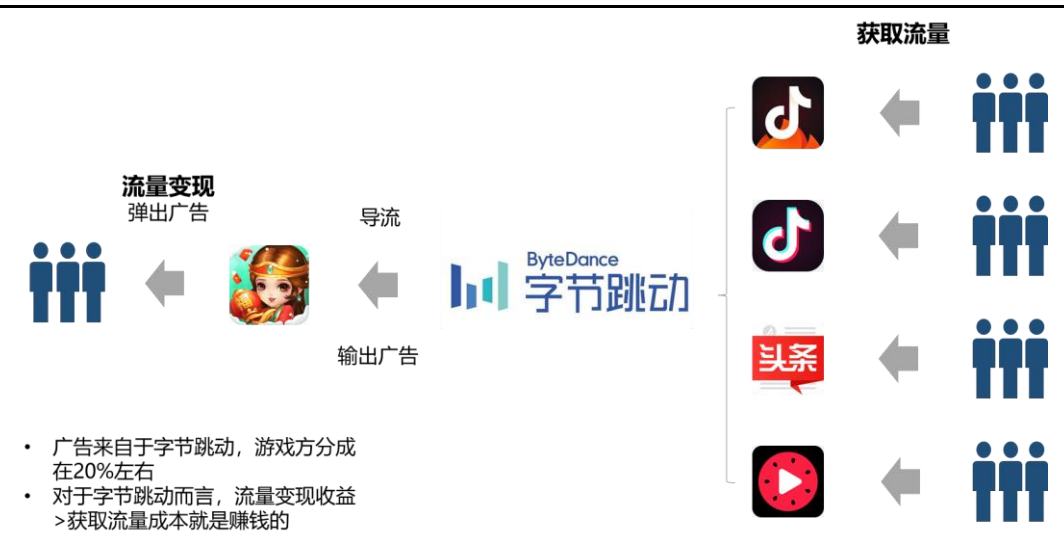 获取流量
流量变现
弹出广告
导流
ByteDance
字节跳动
输出广告
头条
• 广告来自于字节跳动，游戏方分成
在20%左右
• 对于字节跳动而言，流量变现收益
>获取流量成本就是赚钱的